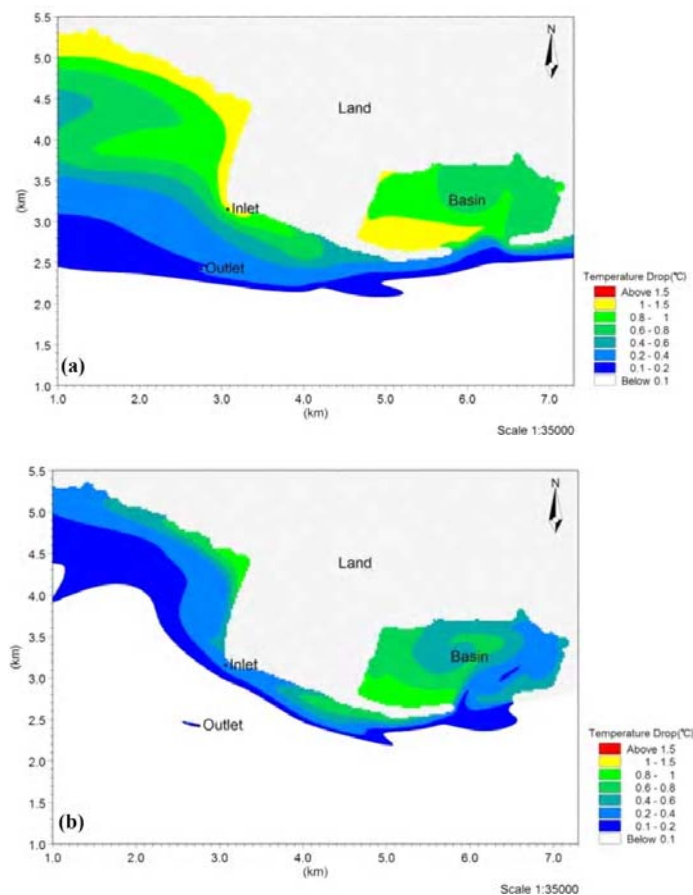 5.5
5.0
4.5
4.0
3.5
3.0
2.5
2.0
1.5
1.0
(km)
N
Land
Basin
Inlet
Outlet
(a)
1.0 2.0 3.0 4.0 5.0 6.0 7.0
(km)
Scale 1:35000
Temperature Drop(℃)
Above 1.5
1 - 1.5
0.8 - 1
0.6 - 0.8
0.4 - 0.6
0.2 - 0.4
0.1 - 0.2
Below 0.1
5.5
5.0
4.5
4.0
3.5
3.0
2.5
2.0
1.5
1.0
(km)
N
Land
Basin
Inlet
Outlet
(b)
1.0 2.0 3.0 4.0 5.0 6.0 7.0
(km)
Scale 1:35000
Temperature Drop(℃)
Above 1.5
1 - 1.5
0.8 - 1
0.6 - 0.8
0.4 - 0.6
0.2 - 0.4
0.1 - 0.2
Below 0.1